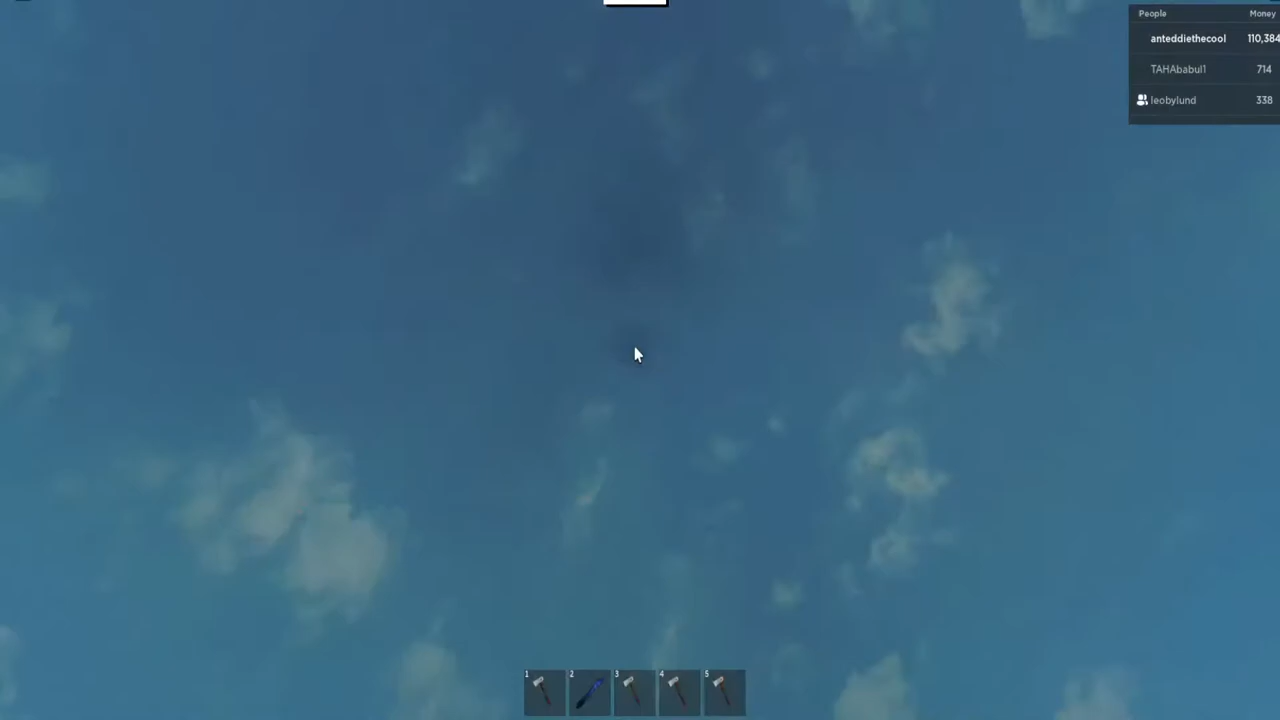 People Money
anteddiethecool 110,384
TAHAbabul1 714
leobylund 338
1 2 3 4 5